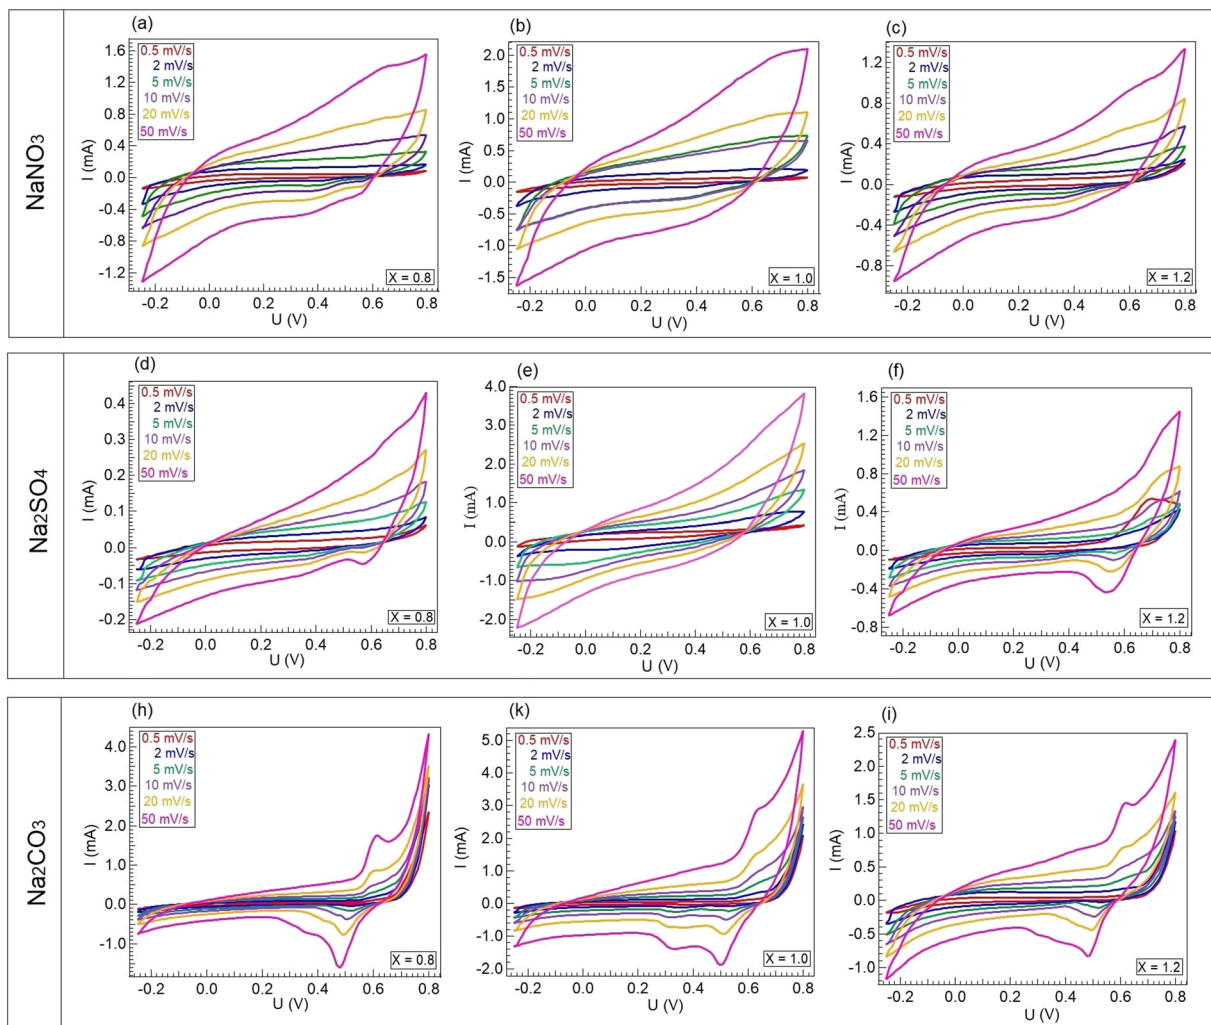 NaNO3
(a)
0.5 mV/s
2 mV/s
5 mV/s
10 mV/s
20 mV/s
50 mV/s
I (mA)
1.6
1.2
0.8
0.4
0.0
-0.4
-0.8
-1.2
X = 0.8
-0.2 0.0 0.2 0.4 0.6 0.8
U (V)
(b)
0.5 mV/s
2 mV/s
5 mV/s
10 mV/s
20 mV/s
50 mV/s
I (mA)
2.0
1.5
1.0
0.5
0.0
-0.5
-1.0
-1.5
X = 1.0
-0.2 0.0 0.2 0.4 0.6 0.8
U (V)
(c)
0.5 mV/s
2 mV/s
5 mV/s
10 mV/s
20 mV/s
50 mV/s
I (mA)
1.2
0.8
0.4
0.0
-0.4
-0.8
X = 1.2
-0.2 0.0 0.2 0.4 0.6 0.8
U (V)
Na2SO4
(d)
0.5 mV/s
2 mV/s
5 mV/s
10 mV/s
20 mV/s
50 mV/s
I (mA)
0.4
0.3
0.2
0.1
0.0
-0.1
-0.2
X = 0.8
-0.2 0.0 0.2 0.4 0.6 0.8
U (V)
(e)
0.5 mV/s
2 mV/s
5 mV/s
10 mV/s
20 mV/s
50 mV/s
I (mA)
4.0
3.0
2.0
1.0
0.0
-1.0
-2.0
X = 1.0
-0.2 0.0 0.2 0.4 0.6 0.8
U (V)
(f)
0.5 mV/s
2 mV/s
5 mV/s
10 mV/s
20 mV/s
50 mV/s
I (mA)
1.6
1.2
0.8
0.4
0.0
-0.4
-0.8
X = 1.2
-0.2 0.0 0.2 0.4 0.6 0.8
U (V)
Na2CO3
(h)
0.5 mV/s
2 mV/s
5 mV/s
10 mV/s
20 mV/s
50 mV/s
I (mA)
4.0
3.0
2.0
1.0
0.0
-1.0
X = 0.8
-0.2 0.0 0.2 0.4 0.6 0.8
U (V)
(k)
0.5 mV/s
2 mV/s
5 mV/s
10 mV/s
20 mV/s
50 mV/s
I (mA)
5.0
4.0
3.0
2.0
1.0
0.0
-1.0
-2.0
X = 1.0
-0.2 0.0 0.2 0.4 0.6 0.8
U (V)
(i)
0.5 mV/s
2 mV/s
5 mV/s
10 mV/s
20 mV/s
50 mV/s
I (mA)
2.5
2.0
1.5
1.0
0.5
0.0
-0.5
-1.0
X = 1.2
-0.2 0.0 0.2 0.4 0.6 0.8
U (V)